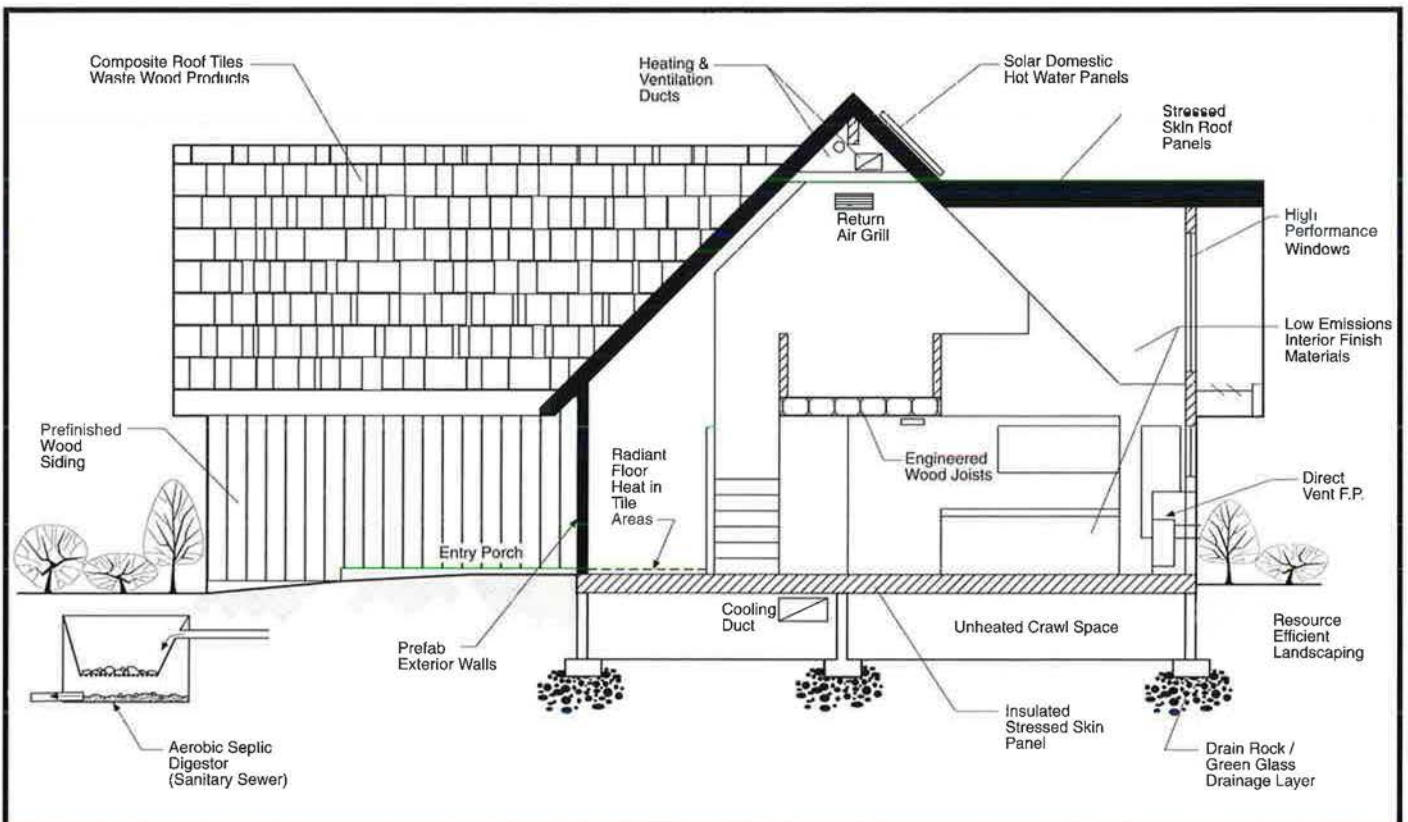 Composite Roof Tiles
Waste Wood Products
Heating &
Ventilation
Ducts
Solar Domestic
Hot Water Panels
Stressed
Skin Roof
Panels
Return
Air Grill
High
Performance
Windows
Low Emissions
Interior Finish
Materials
Prefinished
Wood
Siding
Radiant
Floor
Heat in
Tile
Areas
Engineered
Wood Joists
Direct
Vent F.P.
Entry Porch
Cooling
Duct
Unheated Crawl Space
Resource
Efficient
Landscaping
Prefab
Exterior Walls
Insulated
Stressed Skin
Panel
Aerobic Septic
Digestor
(Sanitary Sewer)
Drain Rock /
Green Glass
Drainage Layer